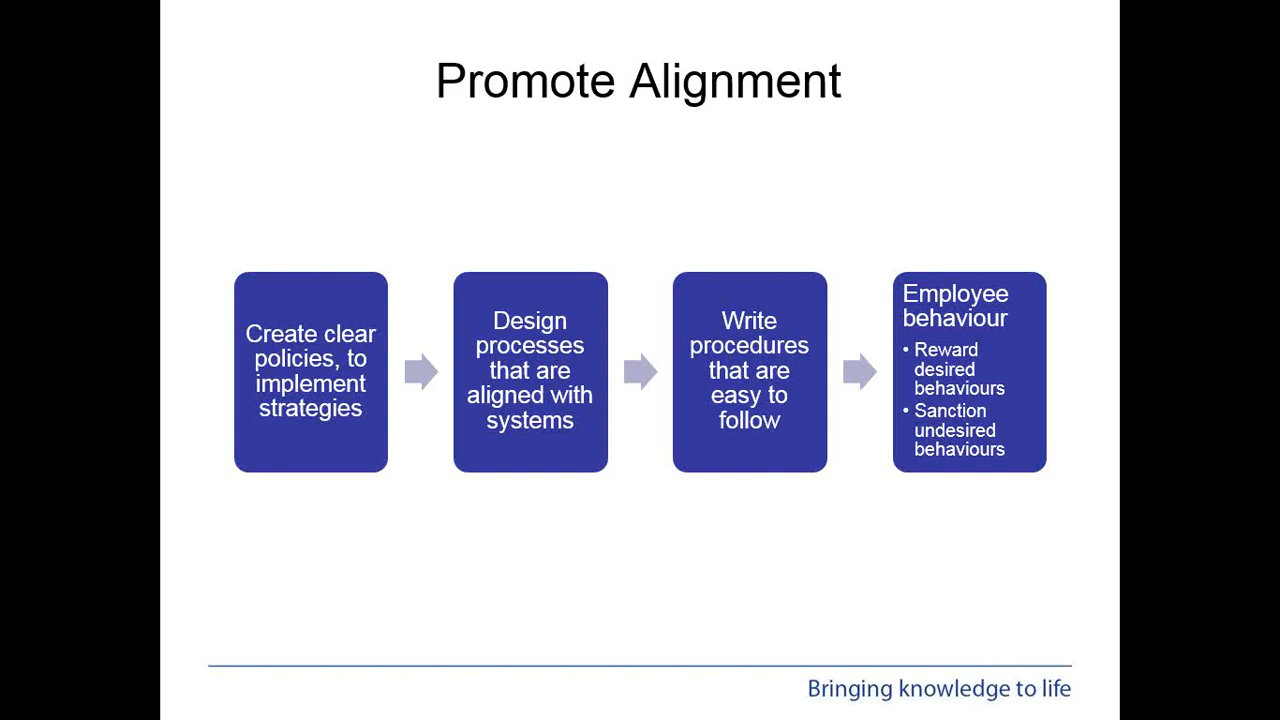 Promote Alignment
Create clear
policies, to
implement
strategies
Design
processes
that are
aligned with
systems
Write
procedures
that are
easy to
follow
Employee
behaviour
• Reward
desired
behaviours
• Sanction
undesired
behaviours
Bringing knowledge to life